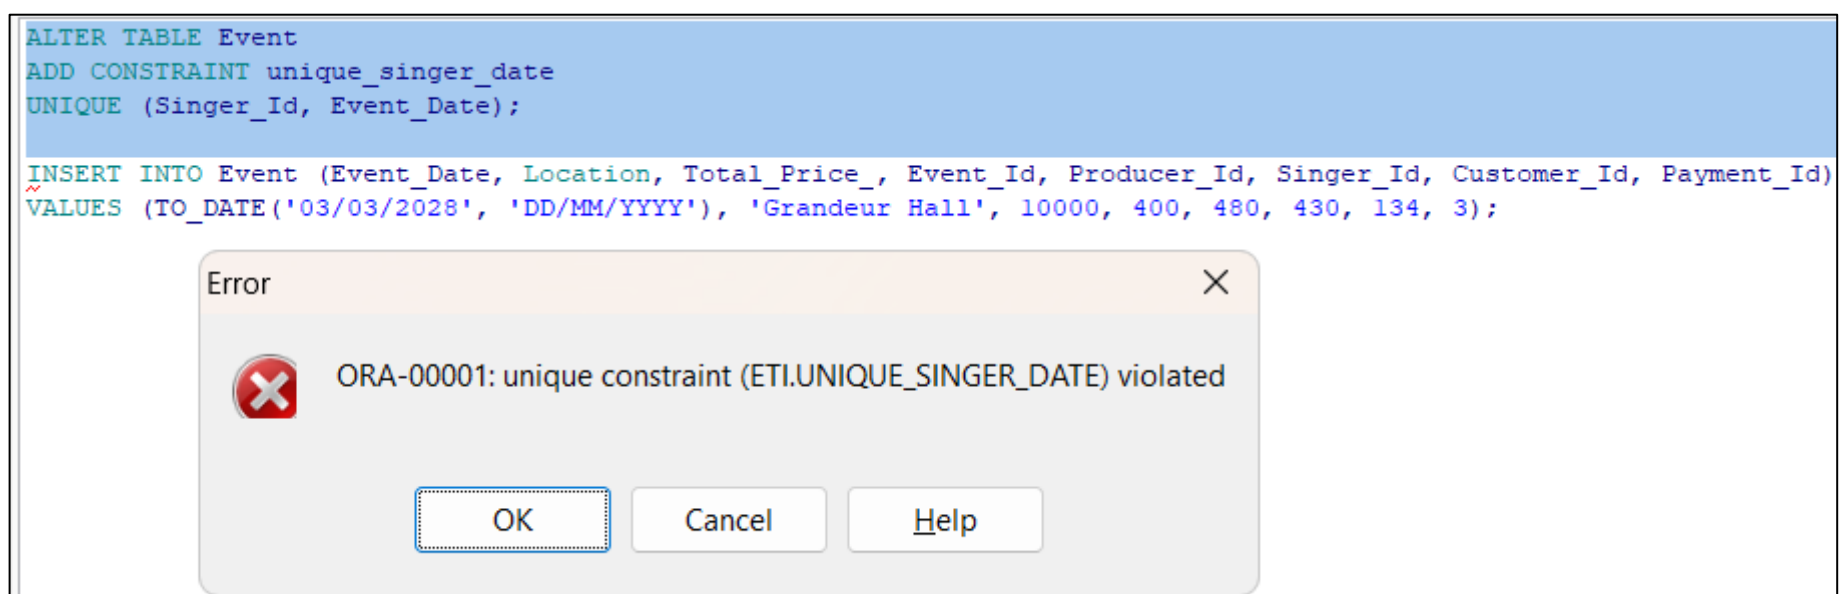 ALTER TABLE Event
ADD CONSTRAINT unique_singer_date
UNIQUE (Singer_Id, Event_Date);
INSERT INTO Event (Event_Date, Location, Total_Price_, Event_Id, Producer_Id, Singer_Id, Customer_Id, Payment_Id)
VALUES (TO_DATE('03/03/2028', 'DD/MM/YYYY'), 'Grandeur Hall', 10000, 400, 480, 430, 134, 3);
Error
ORA-00001: unique constraint (ETI.UNIQUE_SINGER_DATE) violated
OK Cancel Help